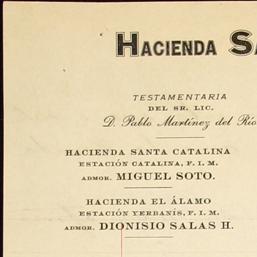 HACIENDA SA
TESTAMENTARIA
DEL SR. LIC.
D. Pablo Martínez del Río
HACIENDA SANTA CATALINA
ESTACIÓN CATALINA, F. I. M.
ADMOR. MIGUEL SOTO.
HACIENDA EL ÁLAMO
ESTACIÓN YERBANÍS, F. I. M.
ADMOR. DIONISIO SALAS H.